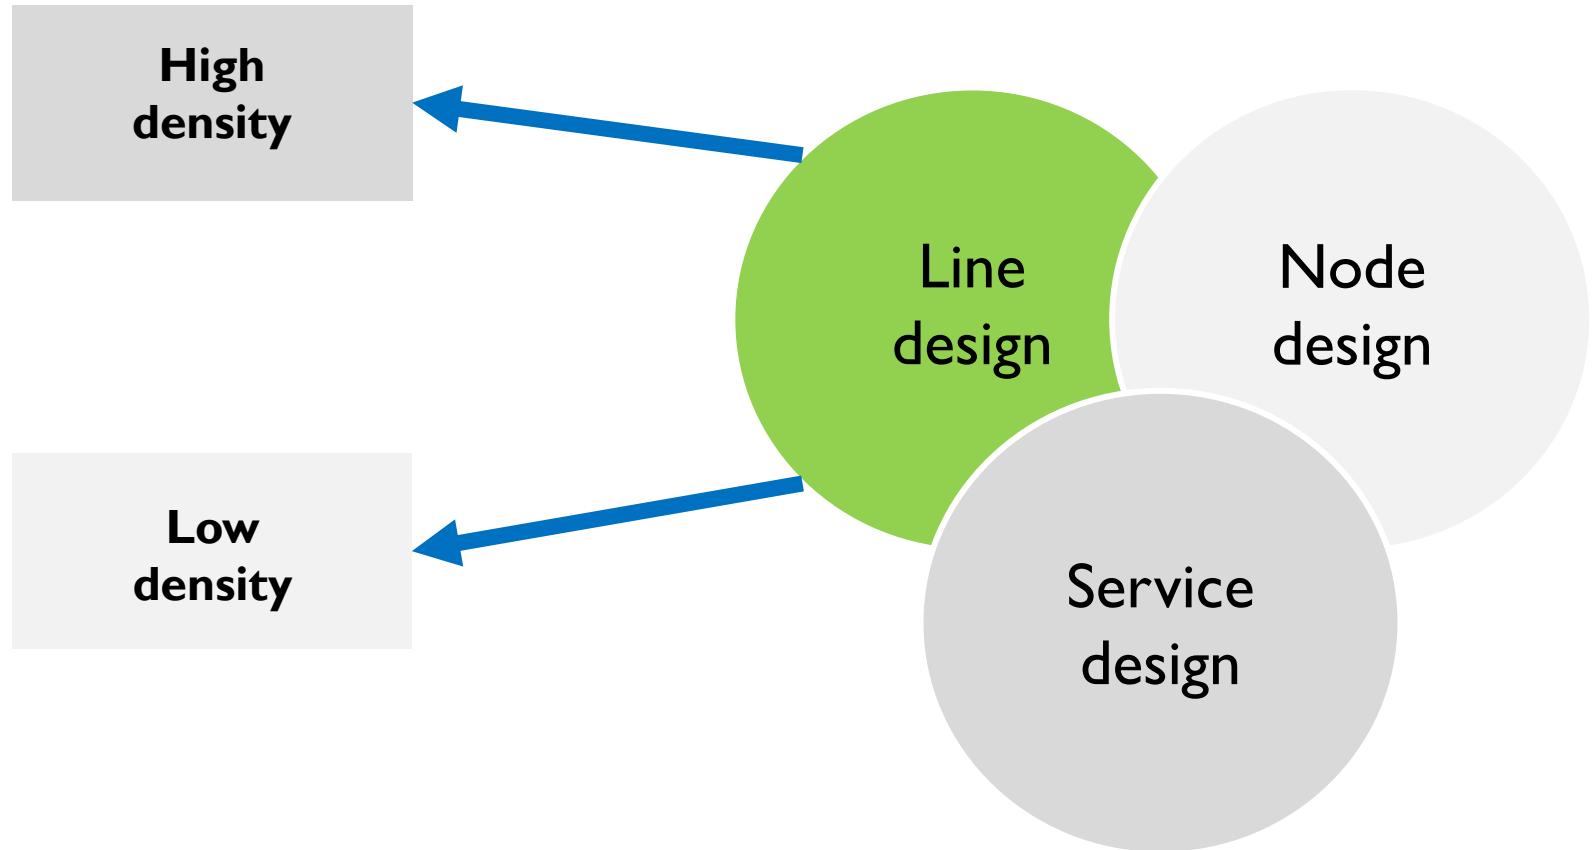 High
density
Line
design
Node
design
Low
density
Service
design